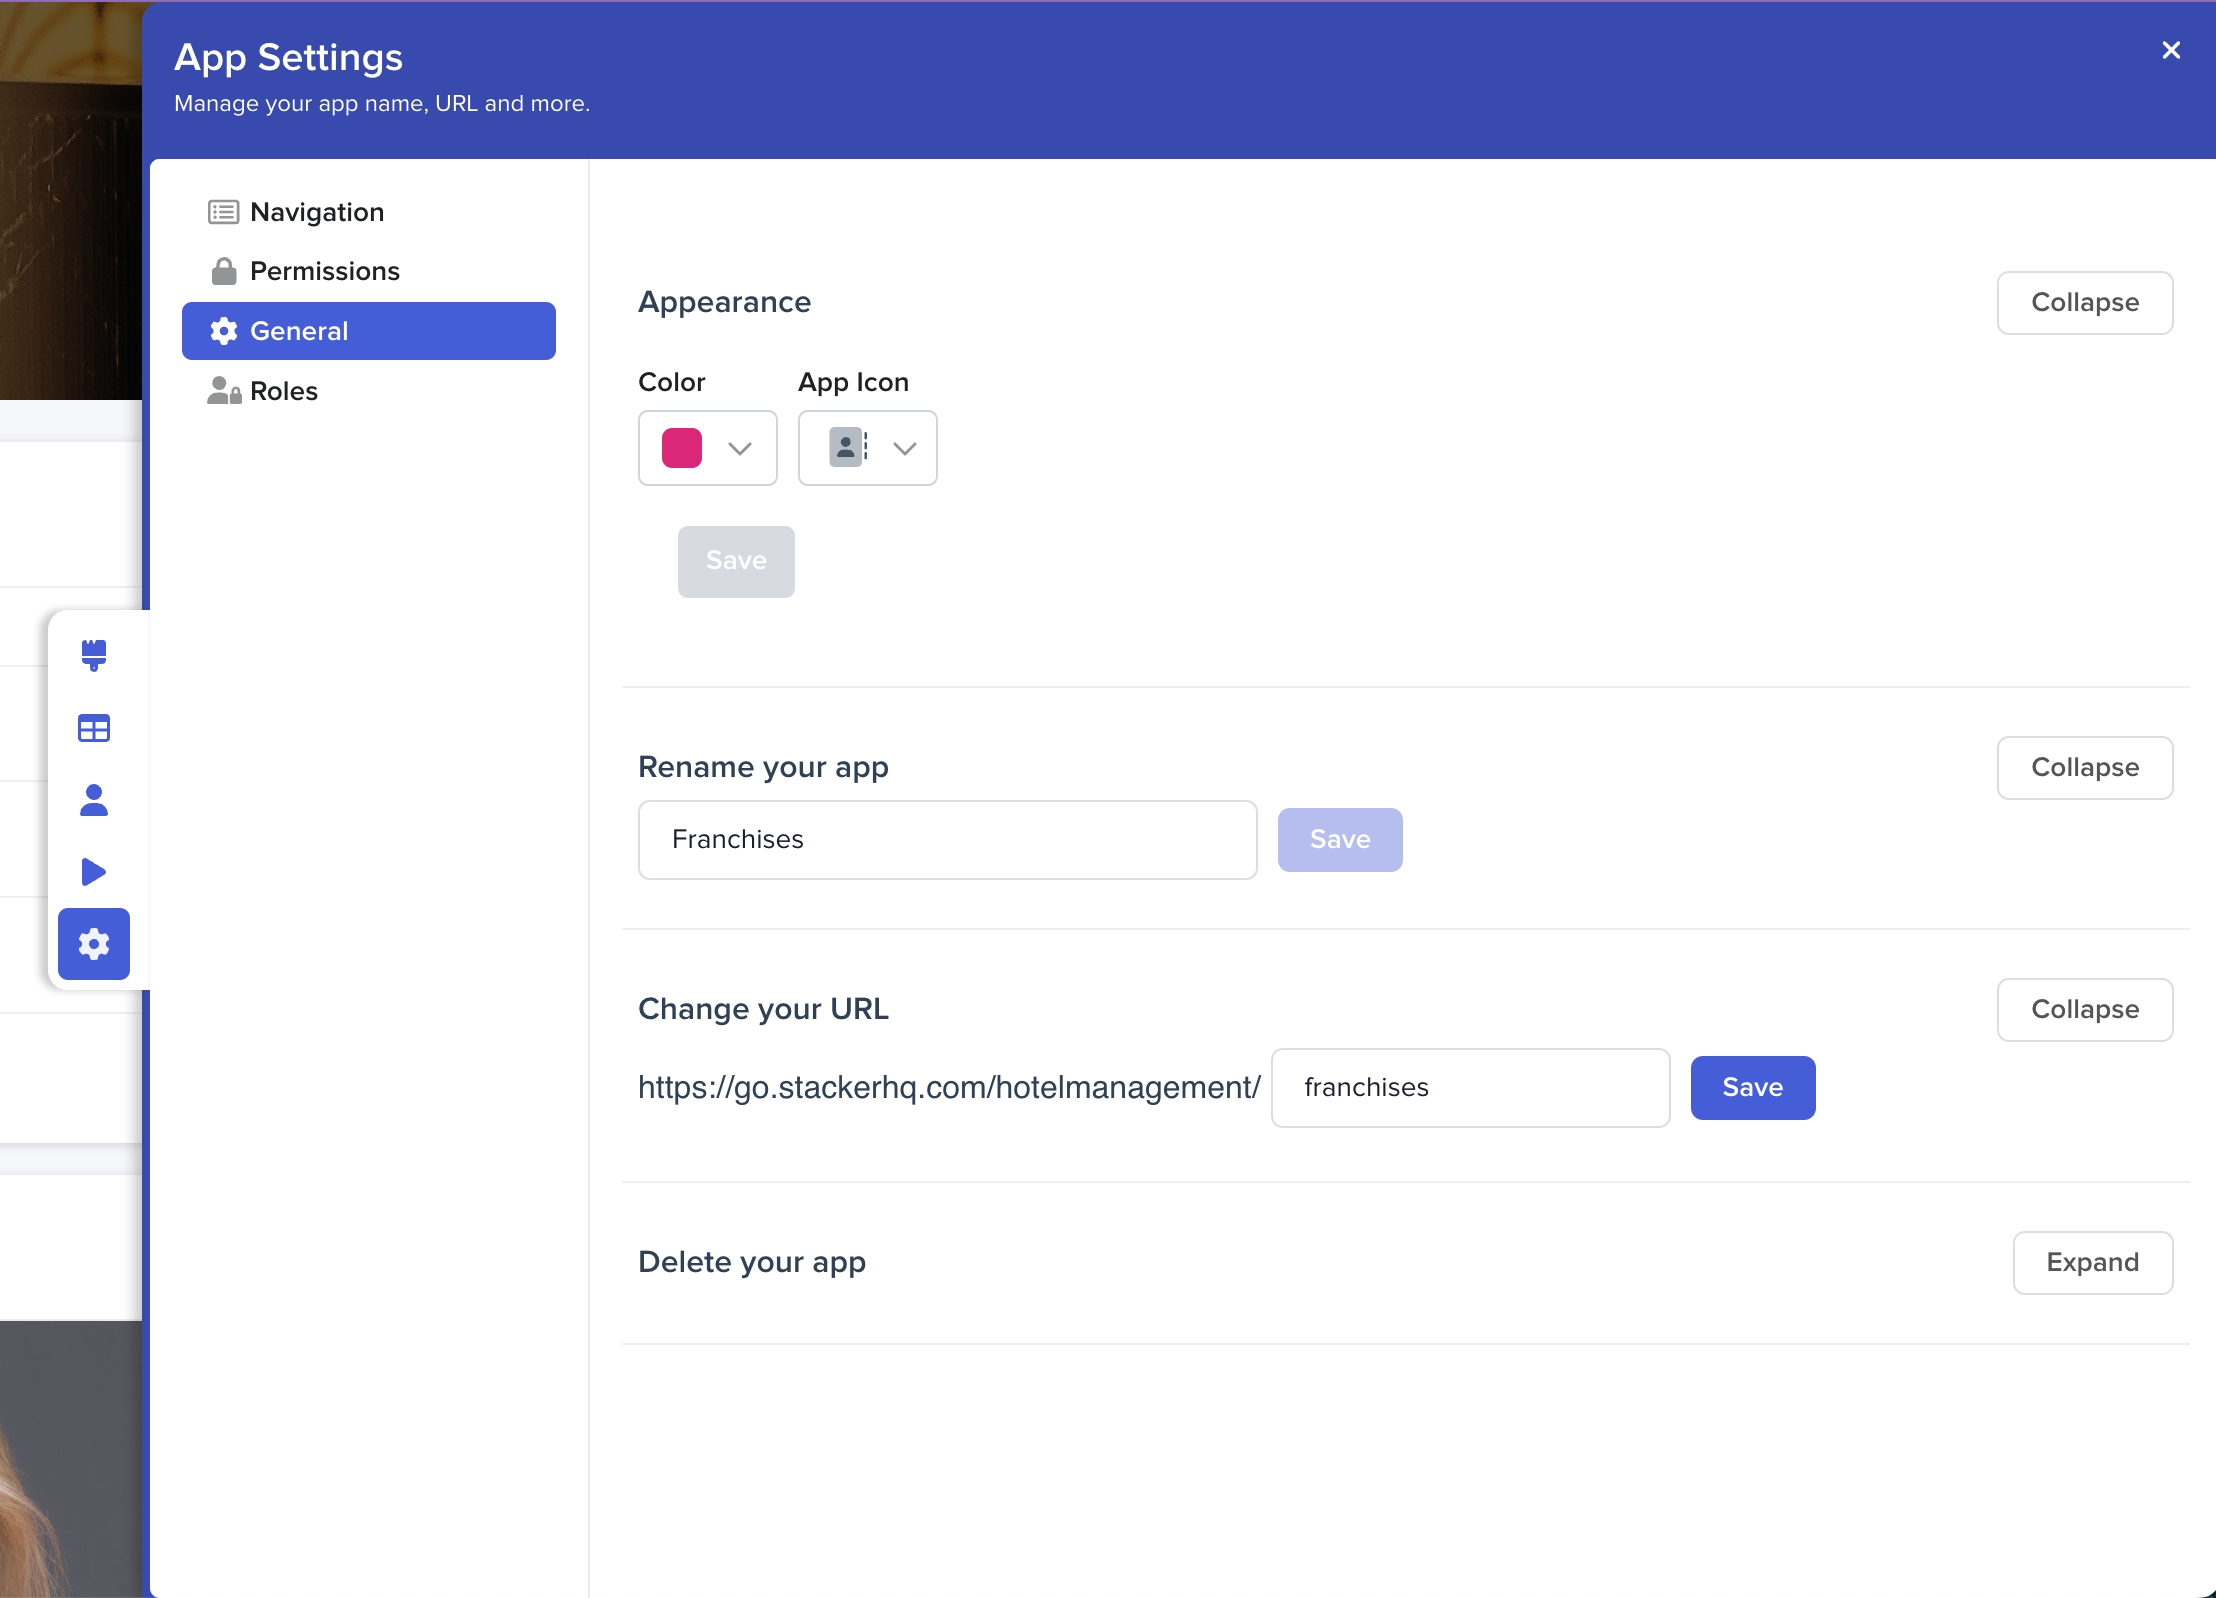 App Settings
Manage your app name, URL and more.
Navigation
Permissions
General
Roles
Appearance
Collapse
Color
App Icon
Save
Rename your app
Collapse
Franchises
Save
Change your URL
Collapse
https://go.stackerhq.com/hotelmanagement/
franchises
Save
Delete your app
Expand